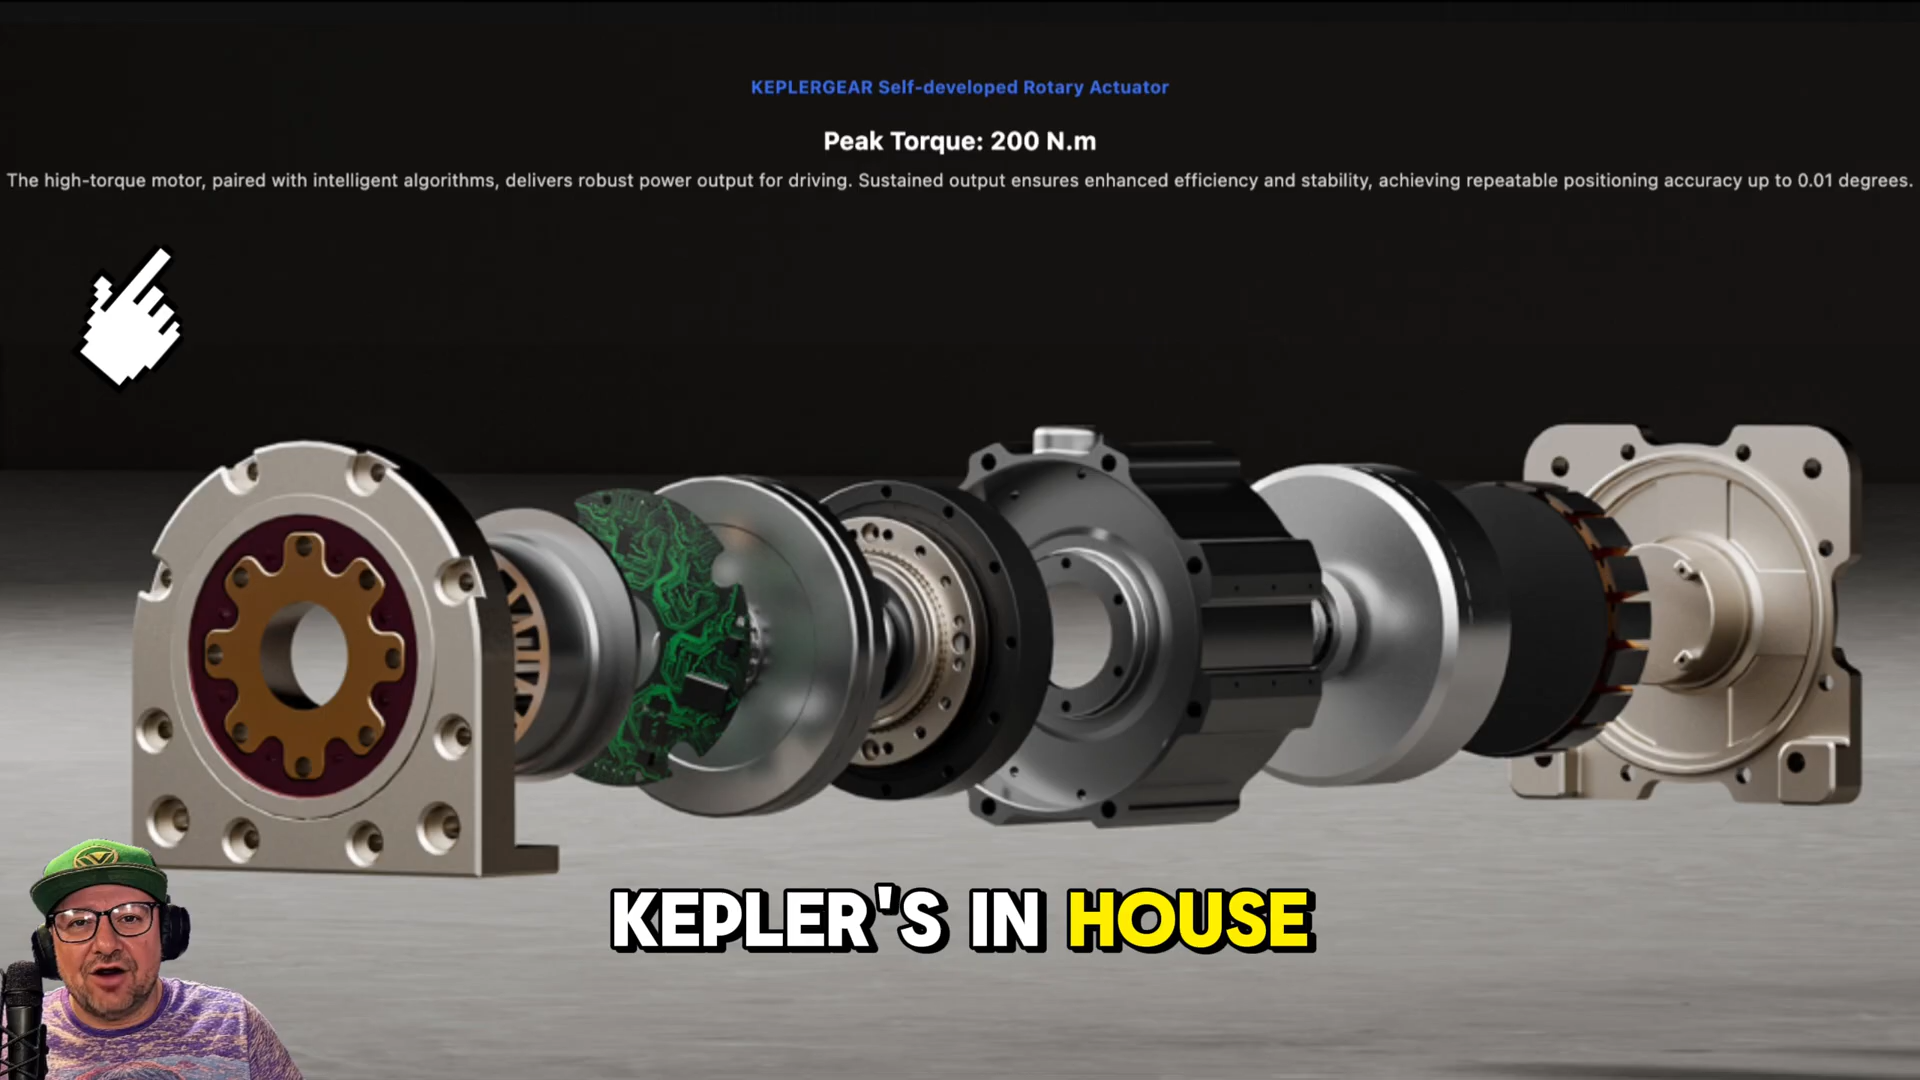 KEPLERGEAR Self-developed Rotary Actuator
Peak Torque: 200 N.m
The high-torque motor, paired with intelligent algorithms, delivers robust power output for driving. Sustained output ensures enhanced efficiency and stability, achieving repeatable positioning accuracy up to 0.01 degrees.
KEPLER'S IN HOUSE